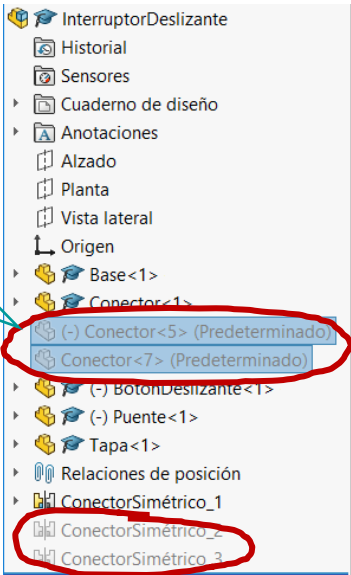 InterruptorDeslizante
Historial
Sensores
Cuaderno de diseño
Anotaciones
Alzado
Planta
Vista lateral
Origen
Base<1>
Conector<1>
(-) Conector<5> (Predeterminado)
Conector<7> (Predeterminado)
(-) BotonDeslizante<1>
(-) Puente<1>
Tapa<1>
Relaciones de posición
ConectorSimétrico_1
ConectorSimétrico_2
ConectorSimétrico_3